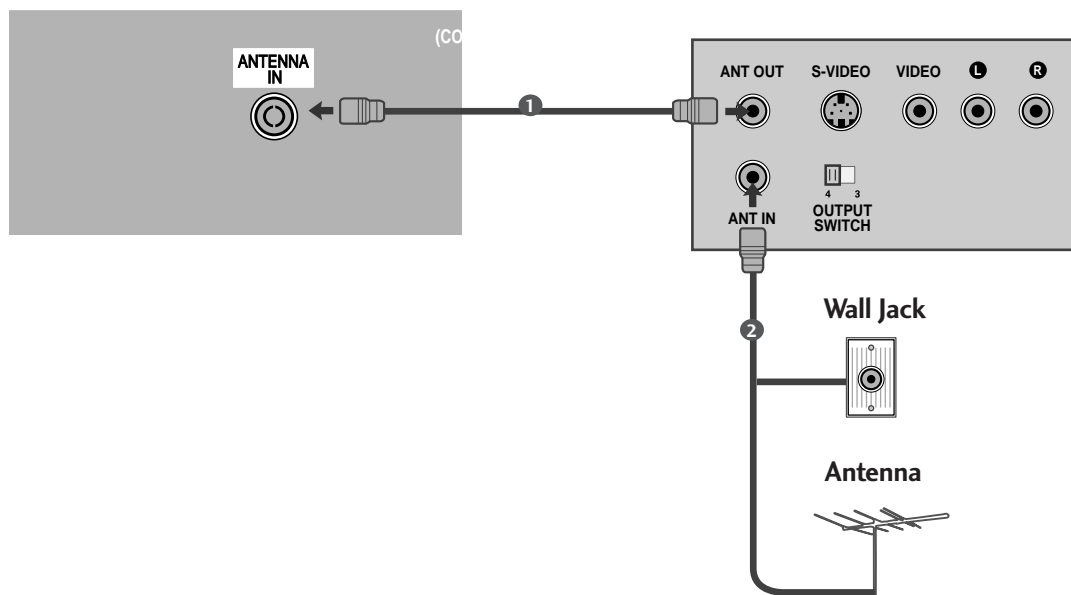 (CO
ANTENNA
IN
1
ANT OUT S-VIDEO VIDEO L R
ANT IN
4 3
OUTPUT
SWITCH
2
Wall Jack
Antenna